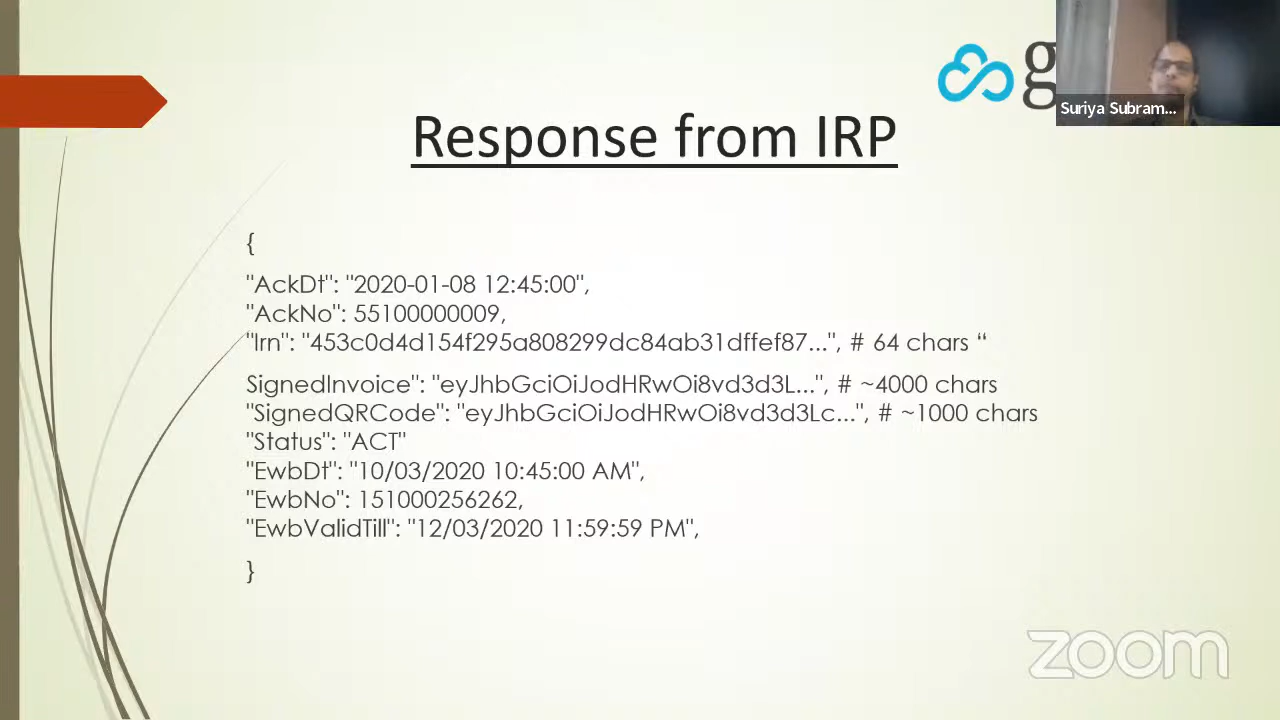 g
Suriya Subram...
Response from IRP
{
"AckDt": "2020-01-08 12:45:00",
"AckNo": 55100000009,
"Irn": "453c0d4d154f295a808299dc84ab31dffef87...", # 64 chars “
SignedInvoice": "eyJhbGciOiJodHRwOi8vd3d3L...", # ~4000 chars
"SignedQRCode": "eyJhbGciOiJodHRwOi8vd3d3Lc...", # ~1000 chars
"Status": "ACT"
"EwbDt": "10/03/2020 10:45:00 AM",
"EwbNo": 151000256262,
"EwbValidTill": "12/03/2020 11:59:59 PM",
}
zoom